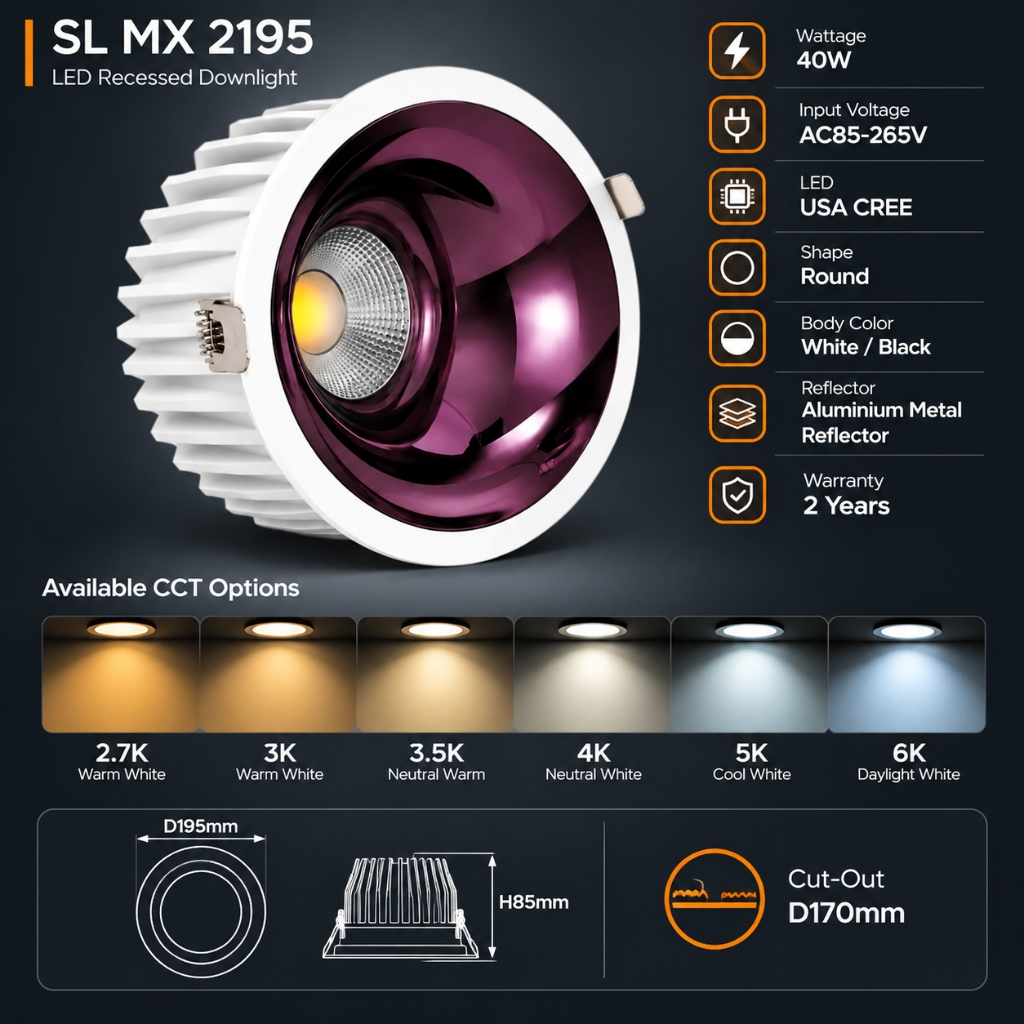 SL MX 2195
LED Recessed Downlight
Wattage
40W
Input Voltage
AC85-265V
LED
USA CREE
Shape
Round
Body Color
White / Black
Reflector
Aluminium Metal
Reflector
Warranty
2 Years
Available CCT Options
2.7K
Warm White
3K
Warm White
3.5K
Neutral Warm
4K
Neutral White
5K
Cool White
6K
Daylight White
D195mm
H85mm
Cut-Out
D170mm